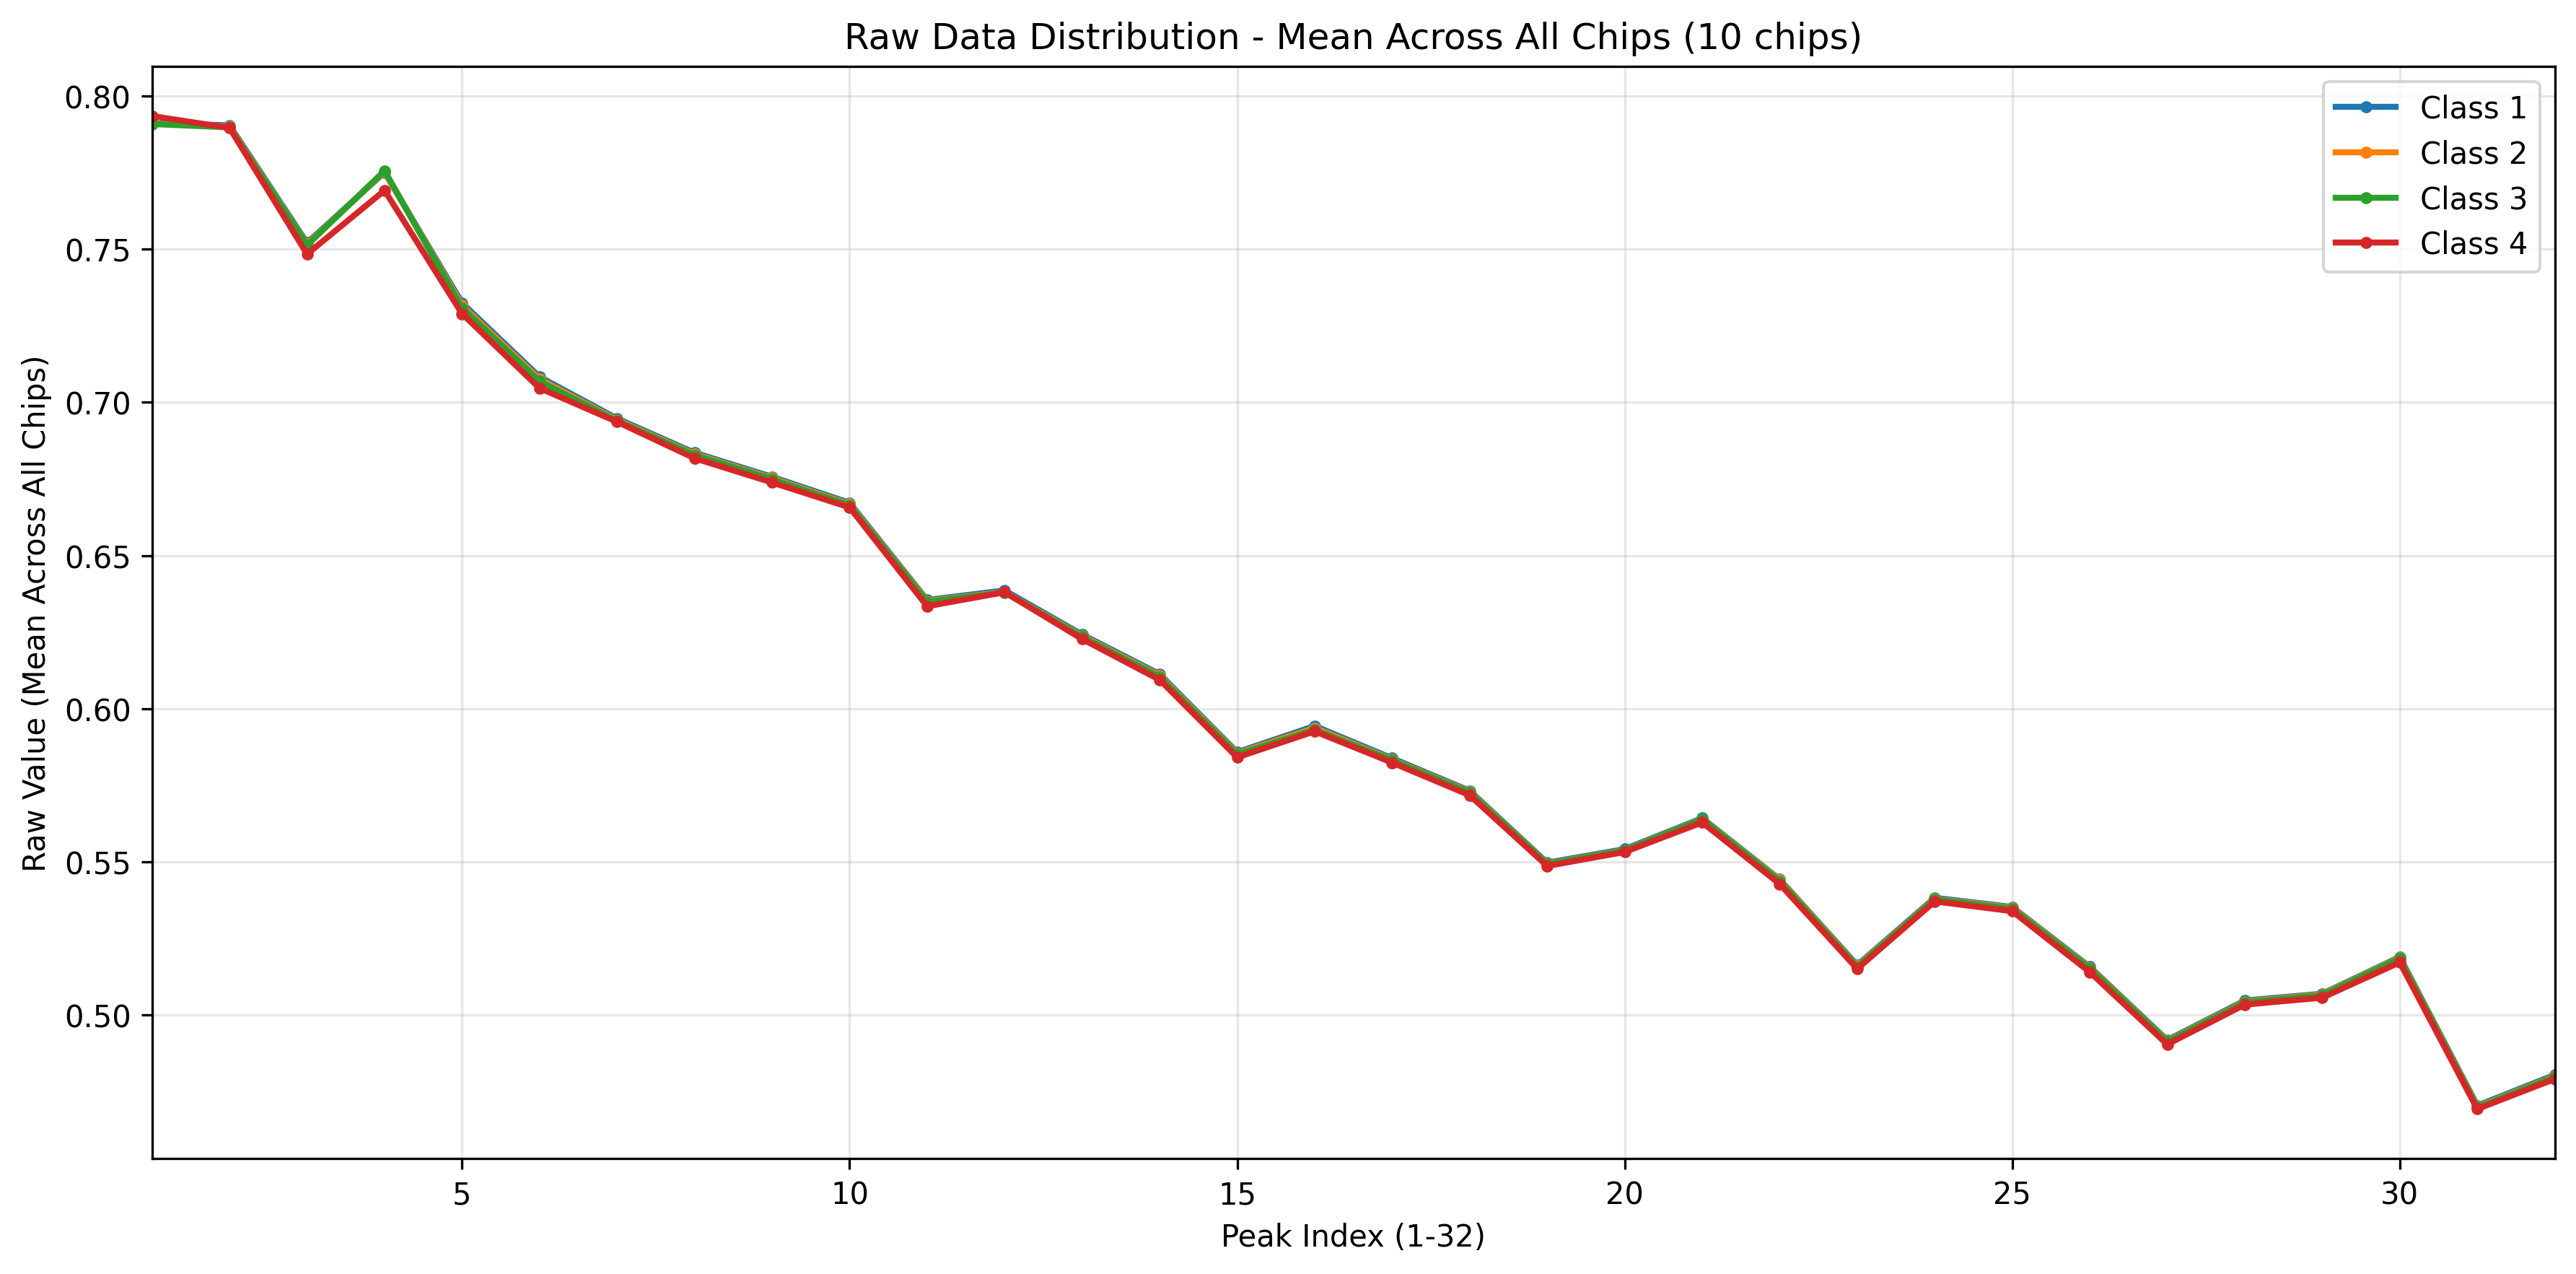 Raw Data Distribution - Mean Across All Chips (10 chips)
Raw Value (Mean Across All Chips)
0.80
0.75
0.70
0.65
0.60
0.55
0.50
Class 1
Class 2
Class 3
Class 4
5
10
15
20
25
30
Peak Index (1-32)